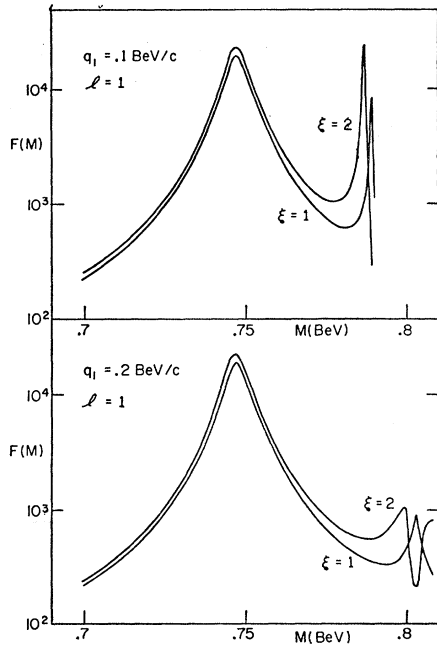 q₁ = .1 BeV/c
ℓ = 1
10⁴
ξ = 2
F(M)
10³
ξ = 1
10²
.7
.75
.8
M(BeV)
q₁ = .2 BeV/c
ℓ = 1
10⁴
F(M)
10³
ξ = 2
ξ = 1
10²
.7
.75
.8
M(BeV)